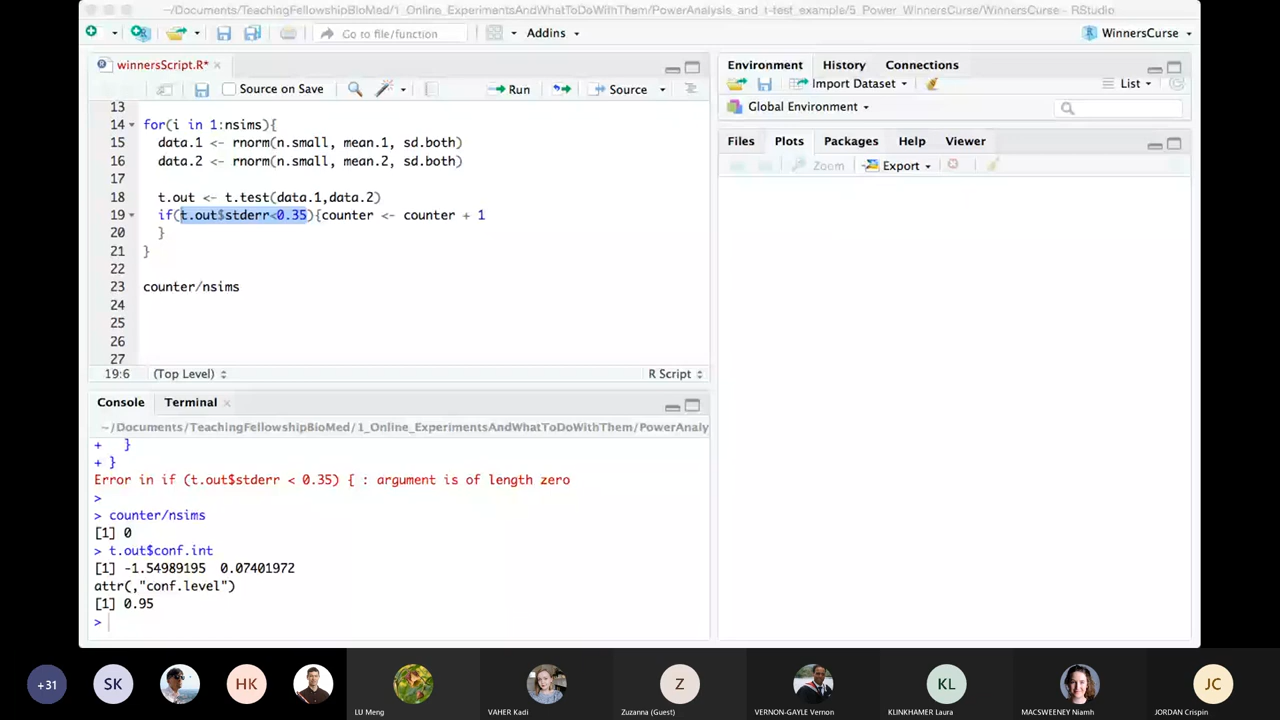 ~/Documents/TeachingFellowshipBioMed/1_Online_ExperimentsAndWhatToDoWithThem/PowerAnalysis_and_t-test_example/5_Power_WinnersCurse/WinnersCurse - RStudio
Go to file/function
Addins
WinnersCurse
winnersScript.R*
Source on Save
Run
Source
13
14 for(i in 1:nsims){
15 data.1 <- rnorm(n.small, mean.1, sd.both)
16 data.2 <- rnorm(n.small, mean.2, sd.both)
17
18 t.out <- t.test(data.1,data.2)
19 if(t.out$stderr<0.35){counter <- counter + 1
20 }
21 }
22
23 counter/nsims
24
25
26
27
19:6 (Top Level) R Script
Console Terminal
~/Documents/TeachingFellowshipBioMed/1_Online_ExperimentsAndWhatToDoWithThem/PowerAnaly
+ }
+ }
Error in if (t.out$stderr < 0.35) { : argument is of length zero
>
> counter/nsims
[1] 0
> t.out$conf.int
[1] -1.54989195 0.07401972
attr(,"conf.level")
[1] 0.95
>
Environment History Connections
Import Dataset List
Global Environment
Files Plots Packages Help Viewer
Zoom Export
+31 SK HK Z KL JC
LU Meng VAHER Kadi Zuzanna (Guest) VERNON-GAYLE Vernon KLINKHAMER Laura MACSWEENEY Niamh JORDAN Crispin